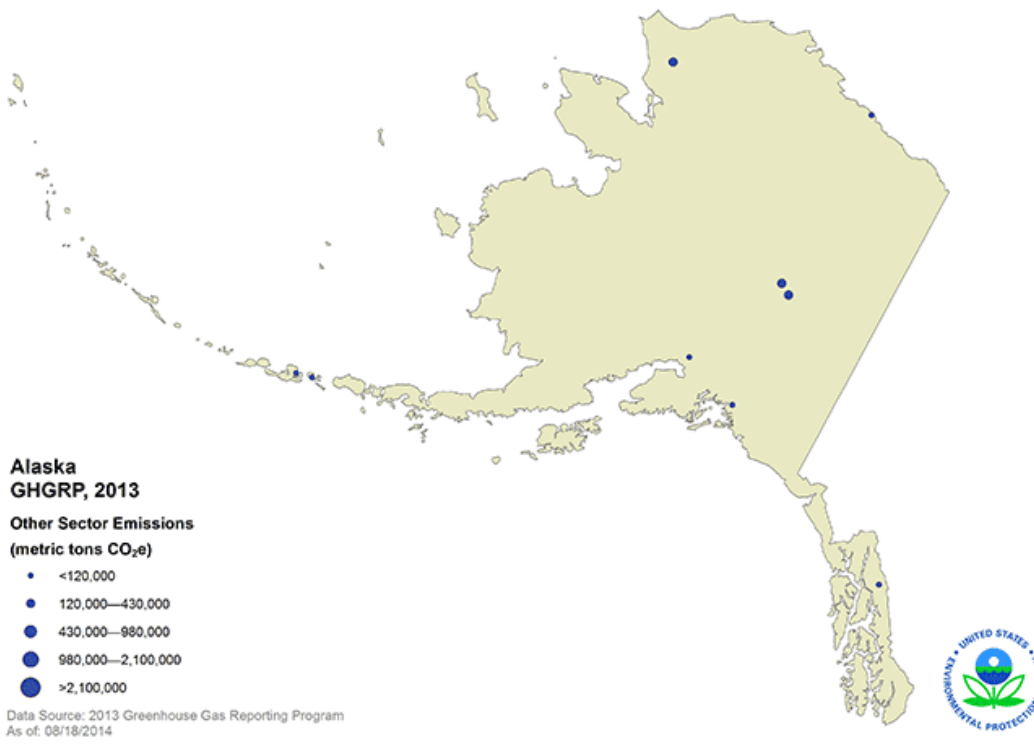 Alaska
GHGRP, 2013
Other Sector Emissions
(metric tons CO₂e)
<120,000
120,000—430,000
430,000—980,000
980,000—2,100,000
>2,100,000
Data Source: 2013 Greenhouse Gas Reporting Program
As of: 08/18/2014
UNITED STATES
ENVIRONMENTAL PROTECTION